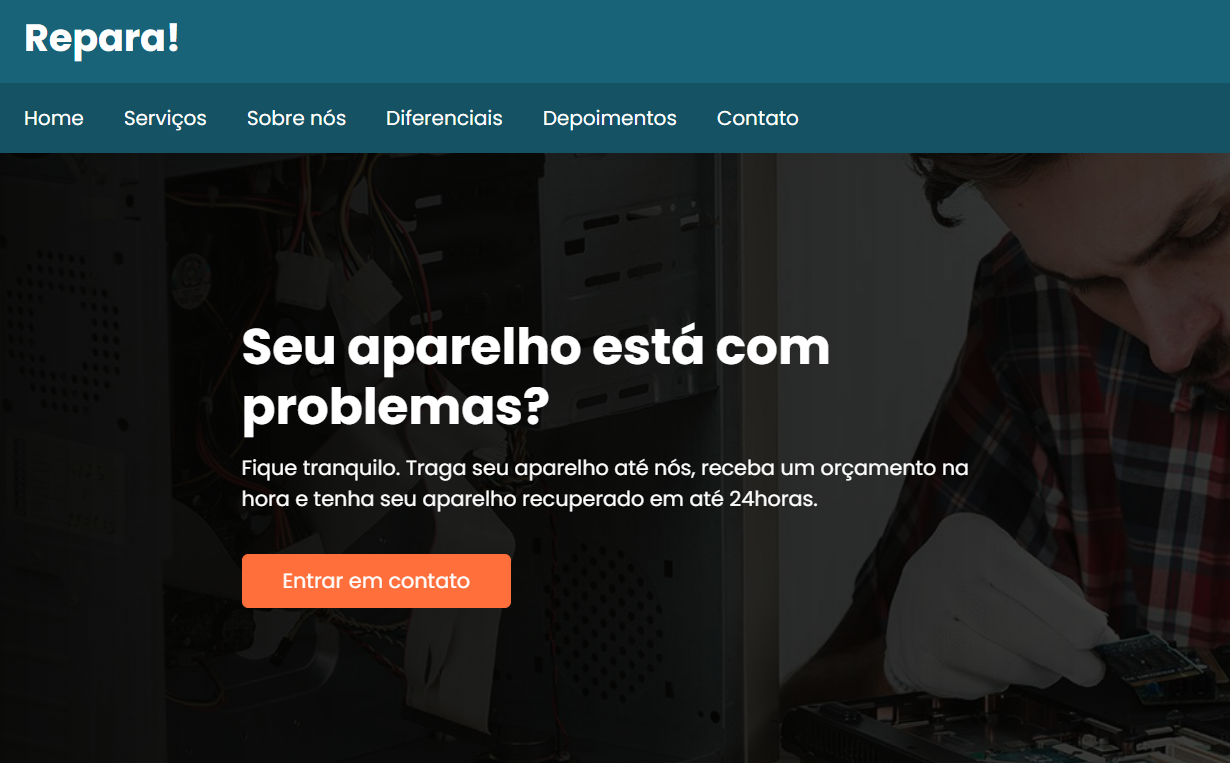 Repara!
Home Serviços Sobre nós Diferenciais Depoimentos Contato
Seu aparelho está com
problemas?
Fique tranquilo. Traga seu aparelho até nós, receba um orçamento na
hora e tenha seu aparelho recuperado em até 24horas.
Entrar em contato